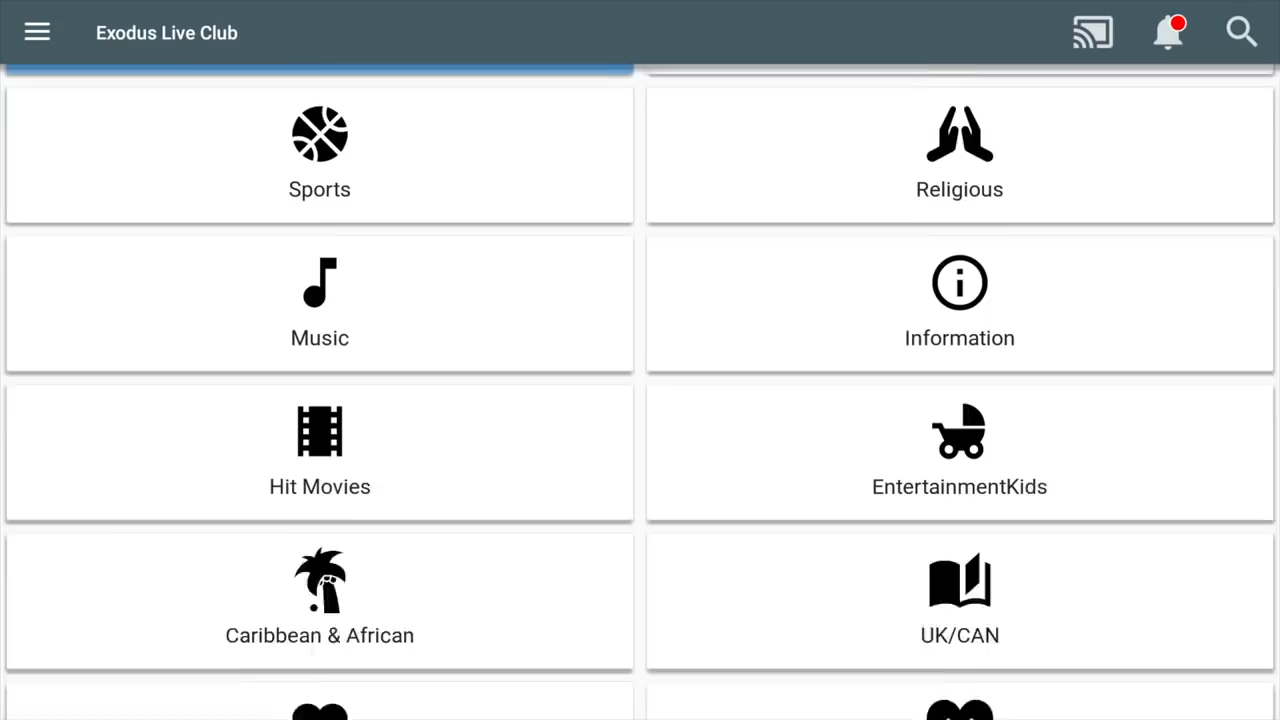 Exodus Live Club
Sports
Religious
Music
Information
Hit Movies
EntertainmentKids
Caribbean & African
UK/CAN